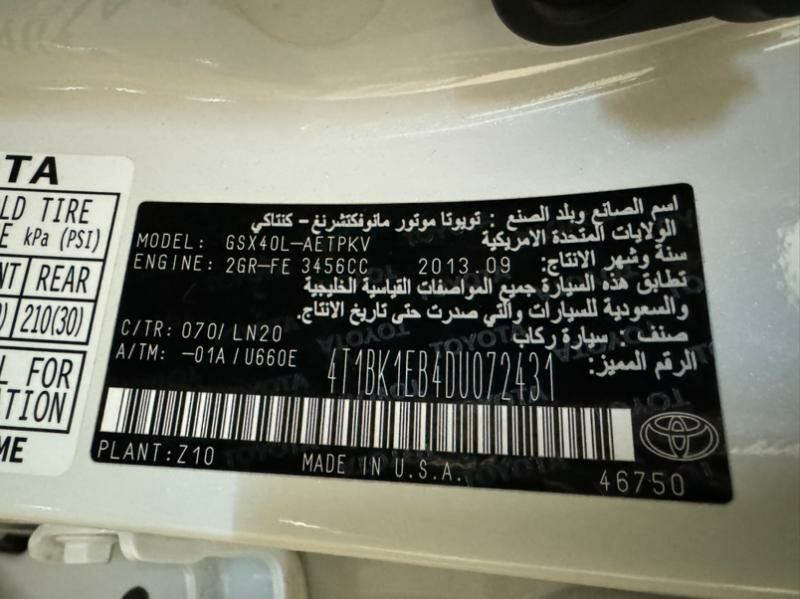 TA
LD TIRE
E kPa (PSI)
NT REAR
210(30)
L FOR
ATION
ME
اسم الصانع وبلد الصنع : تويوتا موتور مانوفكتشرنغ - كنتاكي
الولايات المتحدة الامريكية
MODEL: GSX40L-AETPKV
سنة وشهر الانتاج: 2013.09
ENGINE: 2GR-FE 3456CC
تطابق هذه السيارة جميع المواصفات القياسية الخليجية
والسعودية للسيارات والتي صدرت حتى تاريخ الانتاج.
C/TR: 070/ LN20
صنف: سيارة ركاب
A/TM: -01A/U660E
الرقم المميز: 4T1BK1EB4DU072431
PLANT:Z10 MADE IN U.S.A. 46750